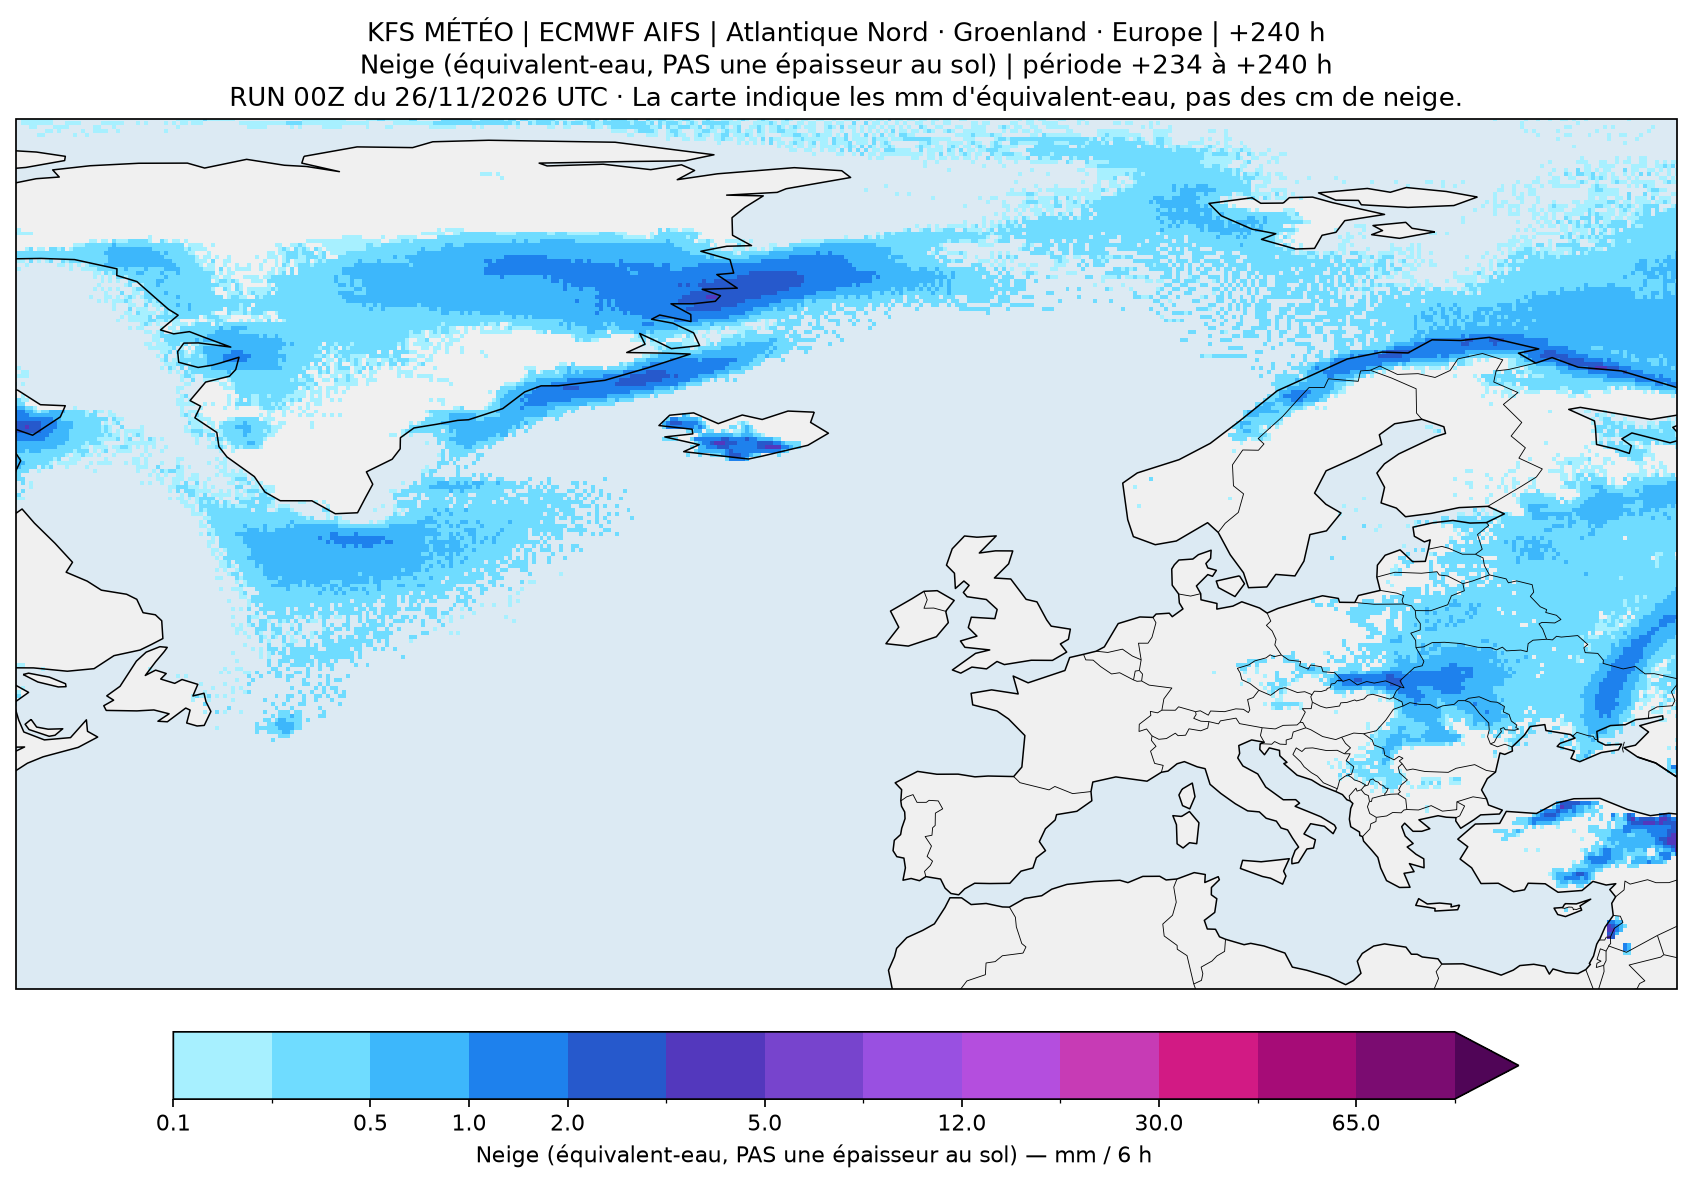 KFS MÉTÉO | ECMWF AIFS | Atlantique Nord · Groenland · Europe | +240 h
Neige (équivalent-eau, PAS une épaisseur au sol) | période +234 à +240 h
RUN 00Z du 26/11/2026 UTC · La carte indique les mm d'équivalent-eau, pas des cm de neige.
0.1 0.5 1.0 2.0 5.0 12.0 30.0 65.0
Neige (équivalent-eau, PAS une épaisseur au sol) — mm / 6 h